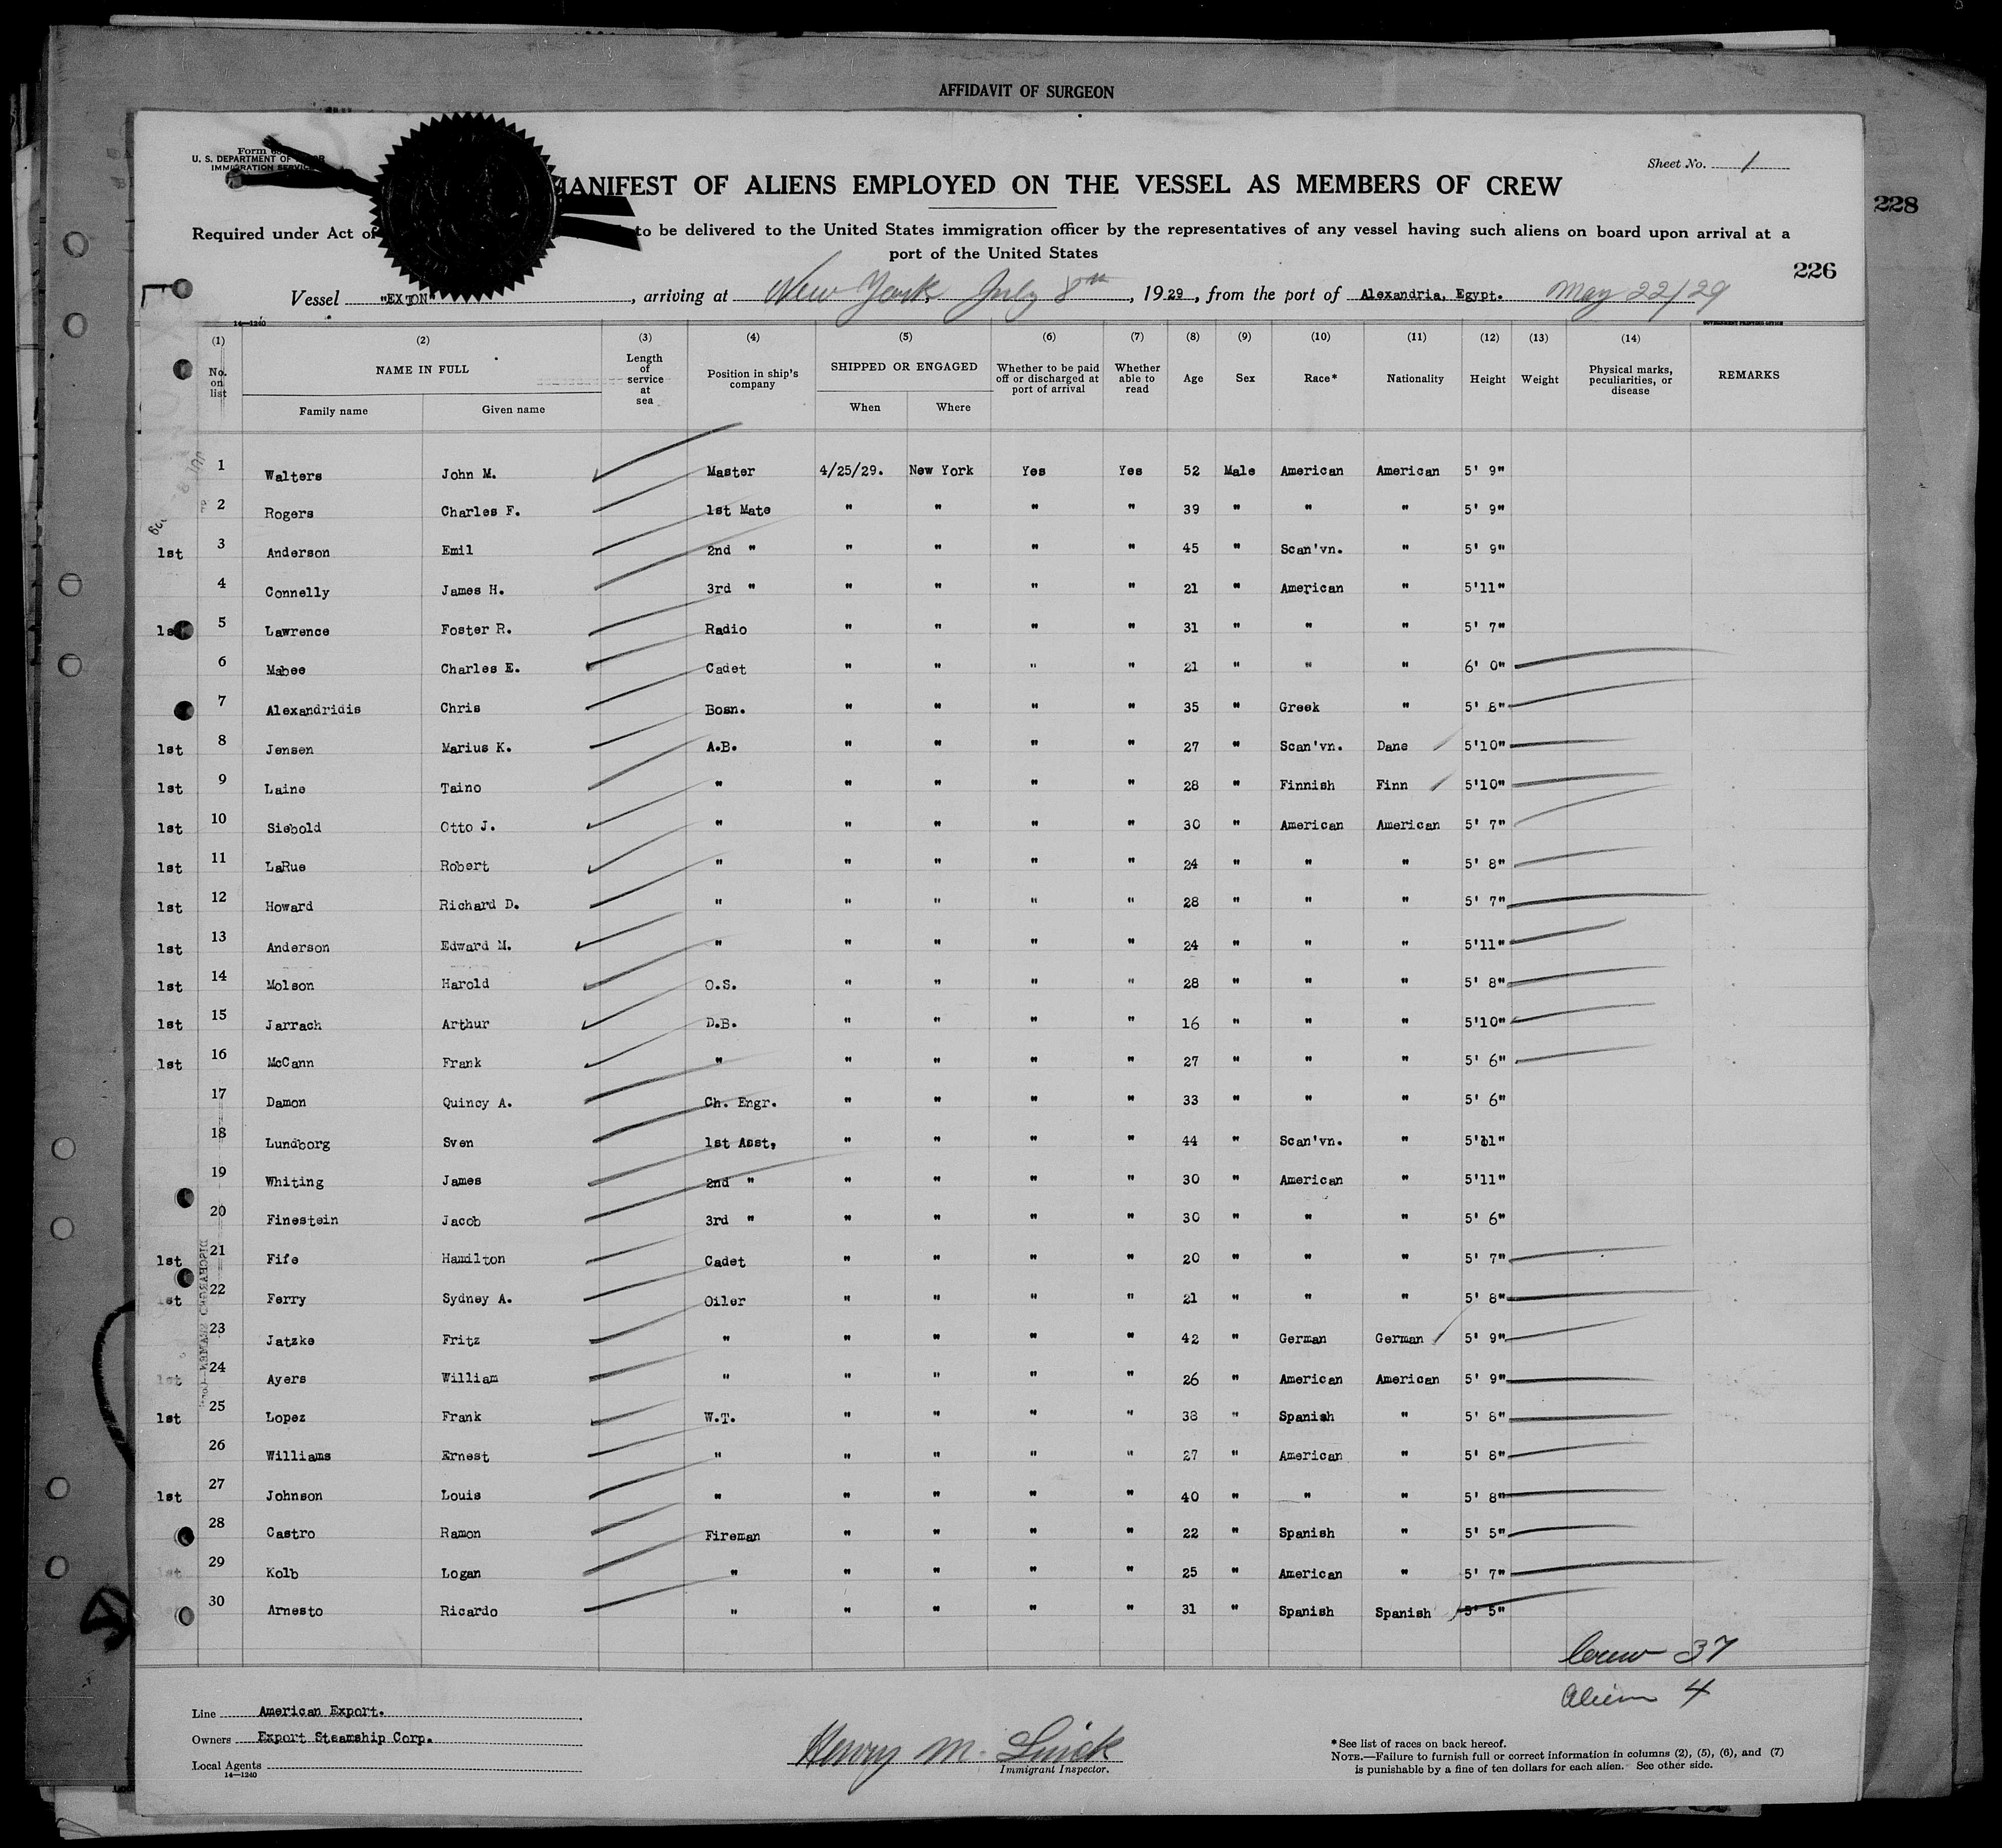 AFFIDAVIT OF SURGEON
Form
U. S. DEPARTMENT OF
IMMIGRATION SERVICE
Sheet No. 1
MANIFEST OF ALIENS EMPLOYED ON THE VESSEL AS MEMBERS OF CREW
228
Required under Act of to be delivered to the United States immigration officer by the representatives of any vessel having such aliens on board upon arrival at a
port of the United States
226
Vessel "EXTON", arriving at New York, July 8th, 1929, from the port of Alexandria, Egypt. May 22/29
14—1240 GOVERNMENT PRINTING OFFICE
(1) (2) (3) (4) (5) (6) (7) (8) (9) (10) (11) (12) (13) (14)
No. on list NAME IN FULL Length of service at sea Position in ship's company SHIPPED OR ENGAGED Whether to be paid off or discharged at port of arrival Whether able to read Age Sex Race* Nationality Height Weight Physical marks, peculiarities, or disease REMARKS
Family name Given name When Where
1 Walters John M. Master 4/25/29. New York Yes Yes 52 Male American American 5' 9"
2 Rogers Charles F. 1st Mate " " " " 39 " " " 5' 9"
1st 3 Anderson Emil 2nd " " " " " 45 " Scan'vn. " 5' 9"
4 Connelly James H. 3rd " " " " " 21 " American " 5'11"
1st 5 Lawrence Foster R. Radio " " " " 31 " " " 5' 7"
6 Mabee Charles E. Cadet " " " " 21 " " " 6' 0"
7 Alexandridis Chris Bosn. " " " " 35 " Greek " 5' 8"
1st 8 Jensen Marius K. A.B. " " " " 27 " Scan'vn. Dane 5'10"
1st 9 Laine Taino " " " " " 28 " Finnish Finn 5'10"
1st 10 Siebold Otto J. " " " " " 30 " American American 5' 7"
1st 11 LaRue Robert " " " " " 24 " " " 5' 8"
1st 12 Howard Richard D. " " " " " 28 " " " 5' 7"
1st 13 Anderson Edward M. " " " " " 24 " " " 5'11"
1st 14 Molson Harold O.S. " " " " 28 " " " 5' 8"
1st 15 Jarrach Arthur D.B. " " " " 16 " " " 5'10"
1st 16 McCann Frank " " " " " 27 " " " 5' 6"
17 Damon Quincy A. Ch. Engr. " " " " 33 " " " 5' 6"
18 Lundborg Sven 1st Asst, " " " " 44 " Scan'vn. " 5'11"
19 Whiting James 2nd " " " " " 30 " American " 5'11"
20 Finestein Jacob 3rd " " " " " 30 " " " 5' 6"
1st 21 Fife Hamilton Cadet " " " " 20 " " " 5' 7"
1st 22 Ferry Sydney A. Oiler " " " " 21 " " " 5' 8"
23 Jatzke Fritz " " " " " 42 " German German 5' 9"
1st 24 Ayers William " " " " " 26 " American American 5' 9"
1st 25 Lopez Frank W.T. " " " " 38 " Spanish " 5' 8"
26 Williams Ernest " " " " " 27 " American " 5' 8"
1st 27 Johnson Louis " " " " " 40 " " " 5' 8"
28 Castro Ramon Fireman " " " " 22 " Spanish " 5' 5"
1st 29 Kolb Logan " " " " " 25 " American " 5' 7"
30 Arnesto Ricardo " " " " " 31 " Spanish Spanish 5' 5"
Crew 37
Alien 4
Line American Export.
Owners Export Steamship Corp.
Local Agents
14—1240
Henry M.
Immigrant Inspector.
*See list of races on back hereof.
NOTE.—Failure to furnish full or correct information in columns (2), (5), (6), and (7)
is punishable by a fine of ten dollars for each alien. See other side.